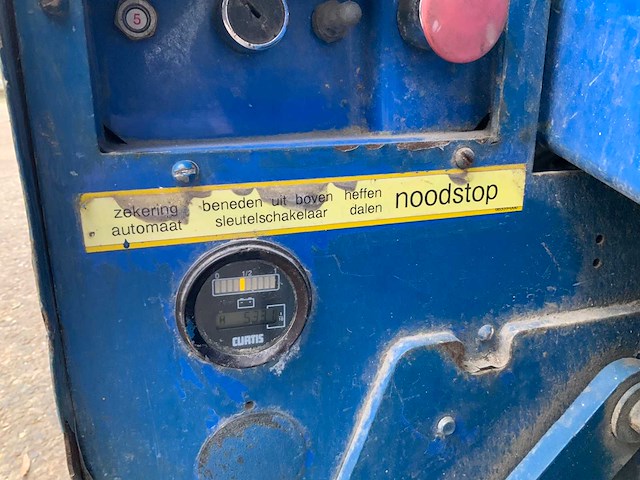 5
zekering beneden uit boven heffen noodstop
automaat sleutelschakelaar dalen
0 1/2 1
CURTIS